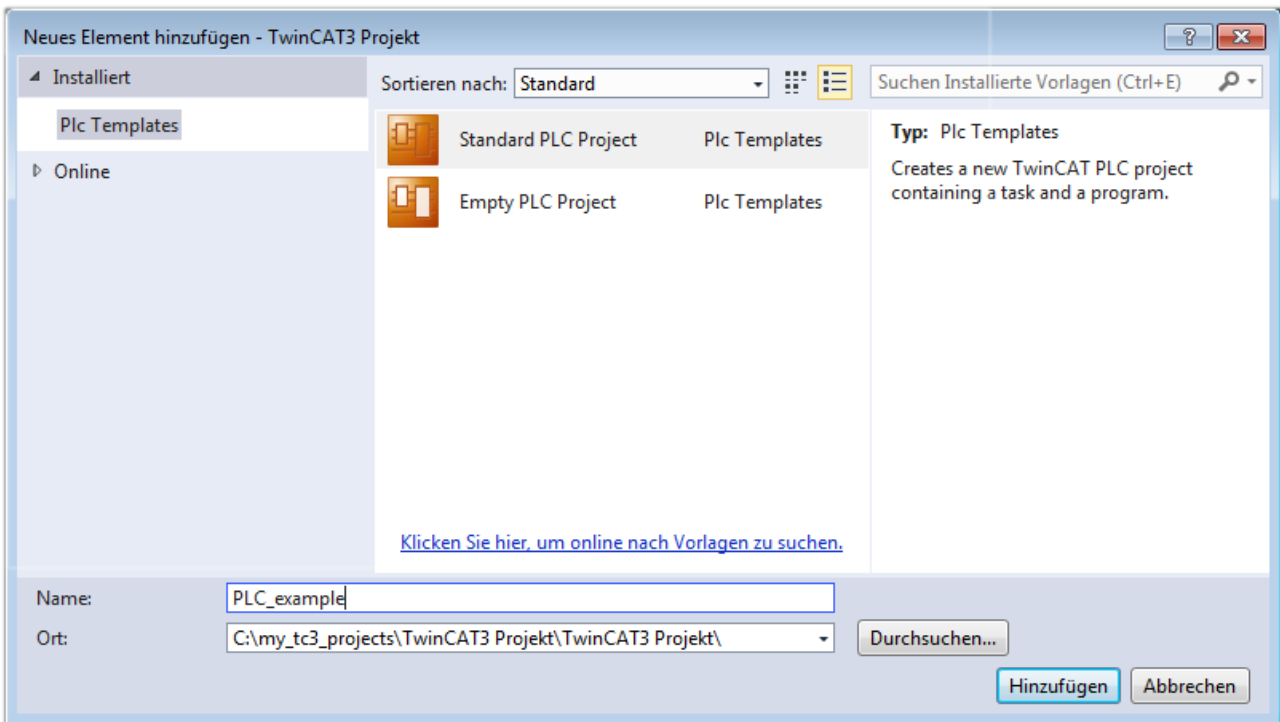 Neues Element hinzufügen - TwinCAT3 Projekt
Installiert
Plc Templates
Online
Sortieren nach: Standard
Standard PLC Project Plc Templates
Empty PLC Project Plc Templates
Klicken Sie hier, um online nach Vorlagen zu suchen.
Suchen Installierte Vorlagen (Ctrl+E)
Typ: Plc Templates
Creates a new TwinCAT PLC project
containing a task and a program.
Name: PLC_example
Ort: C:\my_tc3_projects\TwinCAT3 Projekt\TwinCAT3 Projekt\ Durchsuchen...
Hinzufügen Abbrechen